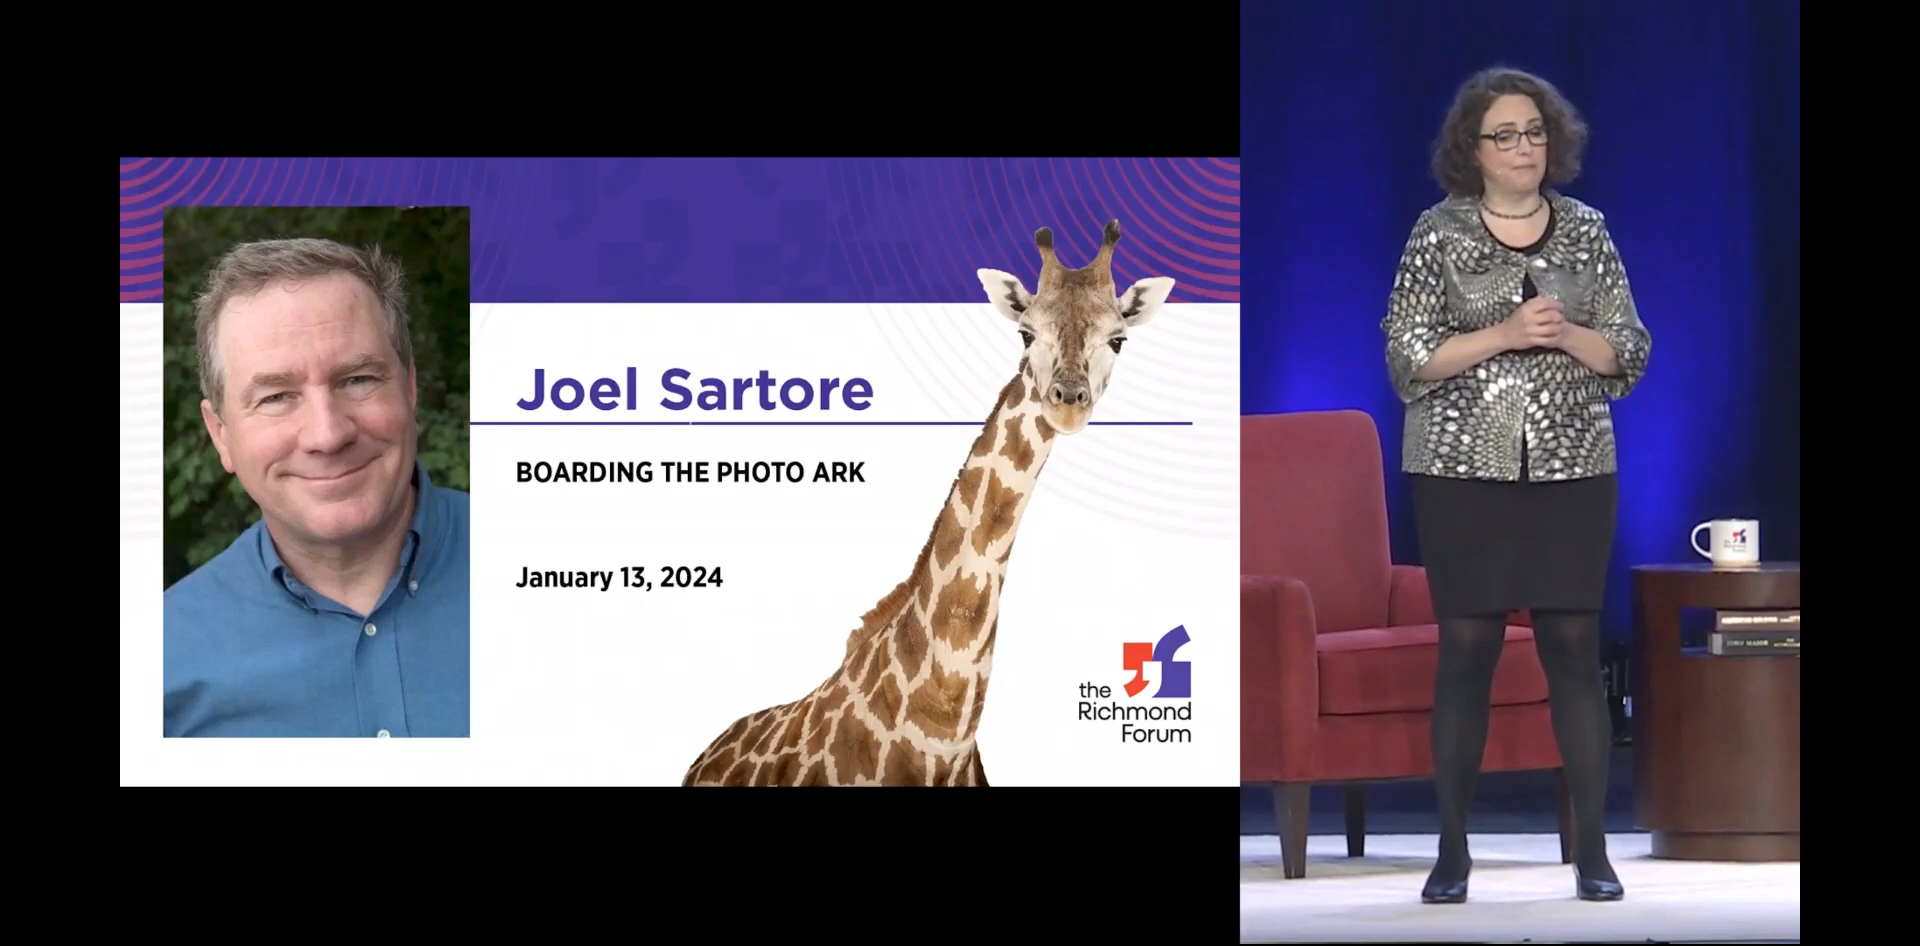 Joel Sartore
BOARDING THE PHOTO ARK
January 13, 2024
the
Richmond
Forum